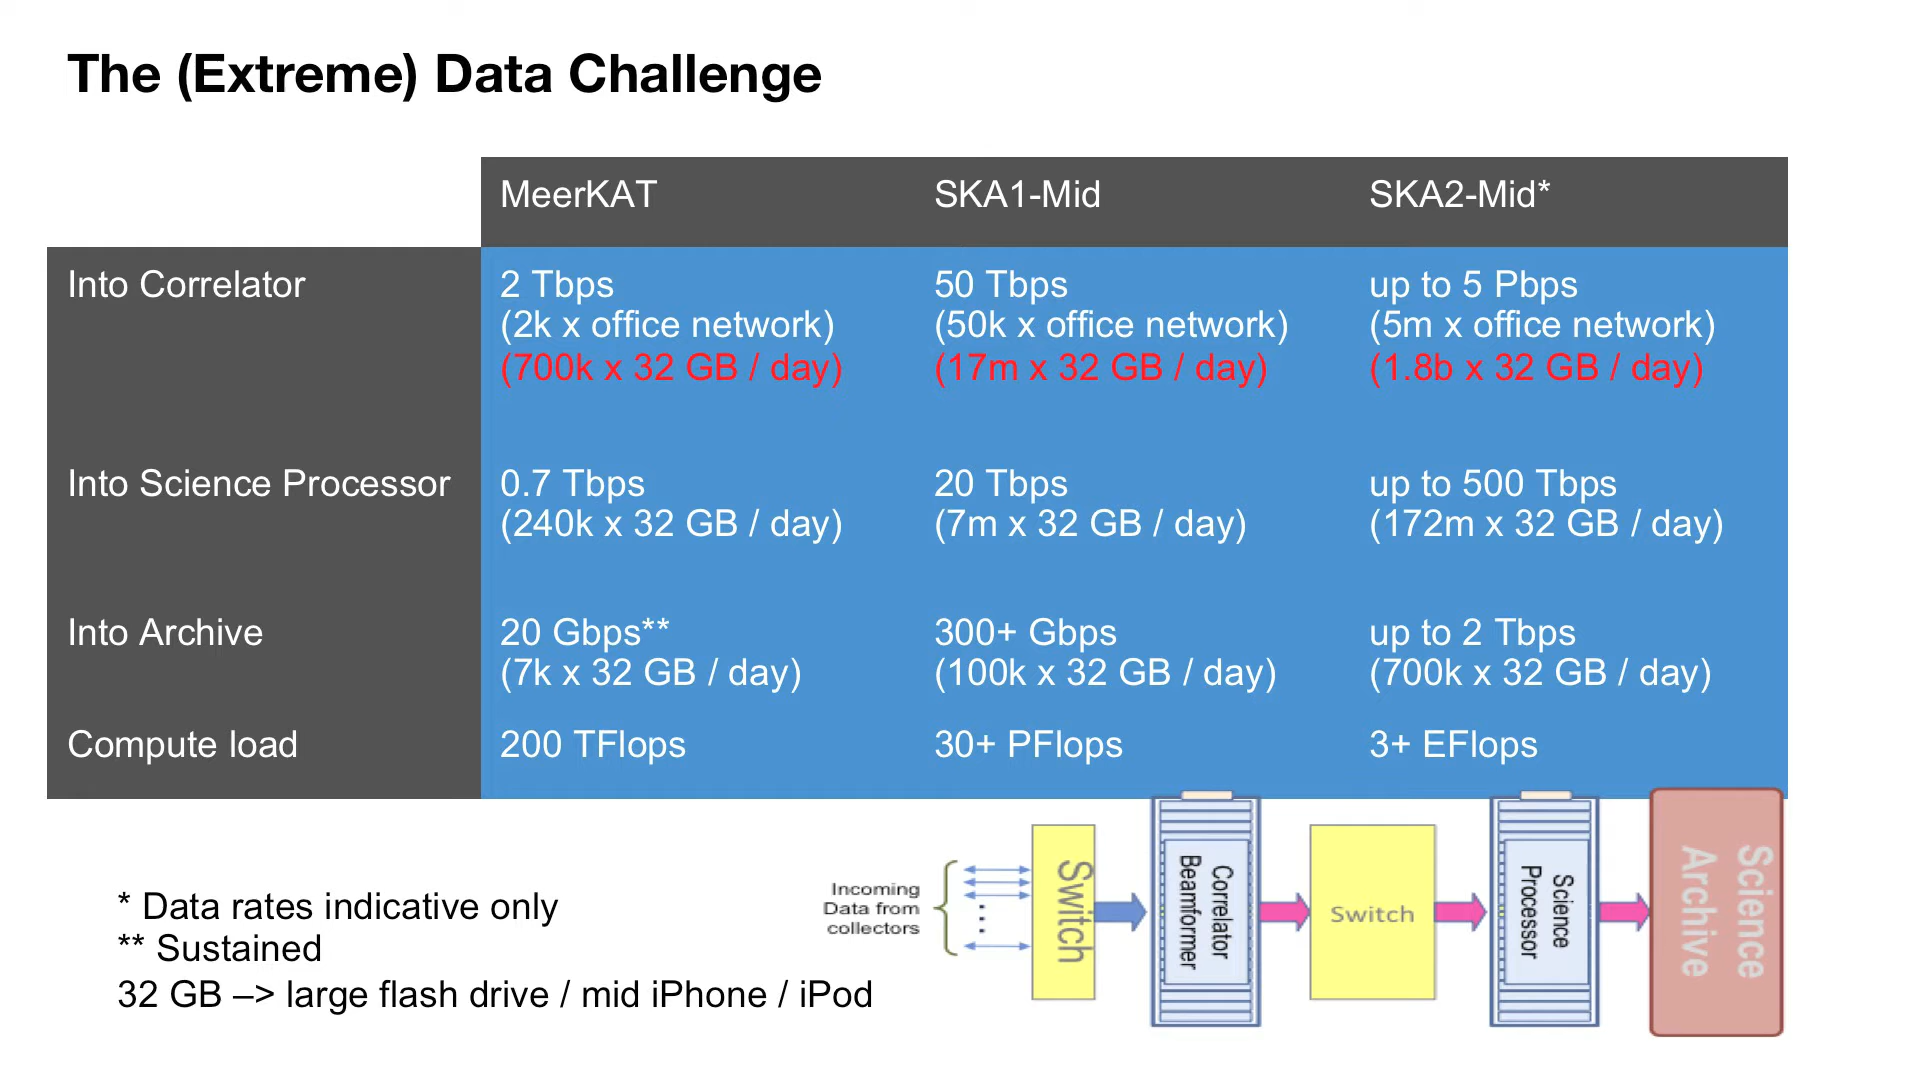 The (Extreme) Data Challenge
MeerKAT
SKA1-Mid
SKA2-Mid*
Into Correlator
2 Tbps
(2k x office network)
(700k x 32 GB / day)
50 Tbps
(50k x office network)
(17m x 32 GB / day)
up to 5 Pbps
(5m x office network)
(1.8b x 32 GB / day)
Into Science Processor
0.7 Tbps
(240k x 32 GB / day)
20 Tbps
(7m x 32 GB / day)
up to 500 Tbps
(172m x 32 GB / day)
Into Archive
20 Gbps**
(7k x 32 GB / day)
300+ Gbps
(100k x 32 GB / day)
up to 2 Tbps
(700k x 32 GB / day)
Compute load
200 TFlops
30+ PFlops
3+ EFlops
* Data rates indicative only
** Sustained
32 GB –> large flash drive / mid iPhone / iPod
Incoming
Data from
collectors
Switch
Correlator
Beamformer
Switch
Science
Processor
Science
Archive